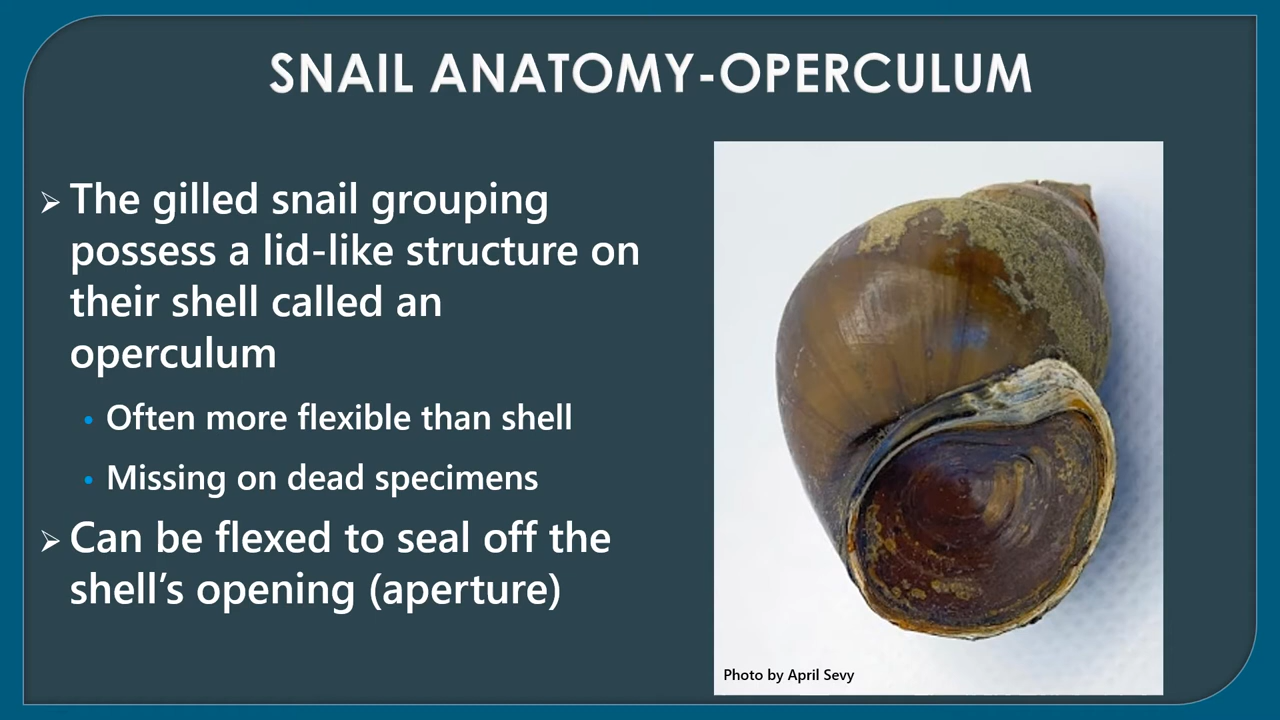 SNAIL ANATOMY-OPERCULUM
➢ The gilled snail grouping
possess a lid-like structure on
their shell called an
operculum
• Often more flexible than shell
• Missing on dead specimens
➢ Can be flexed to seal off the
shell’s opening (aperture)
Photo by April Sevy